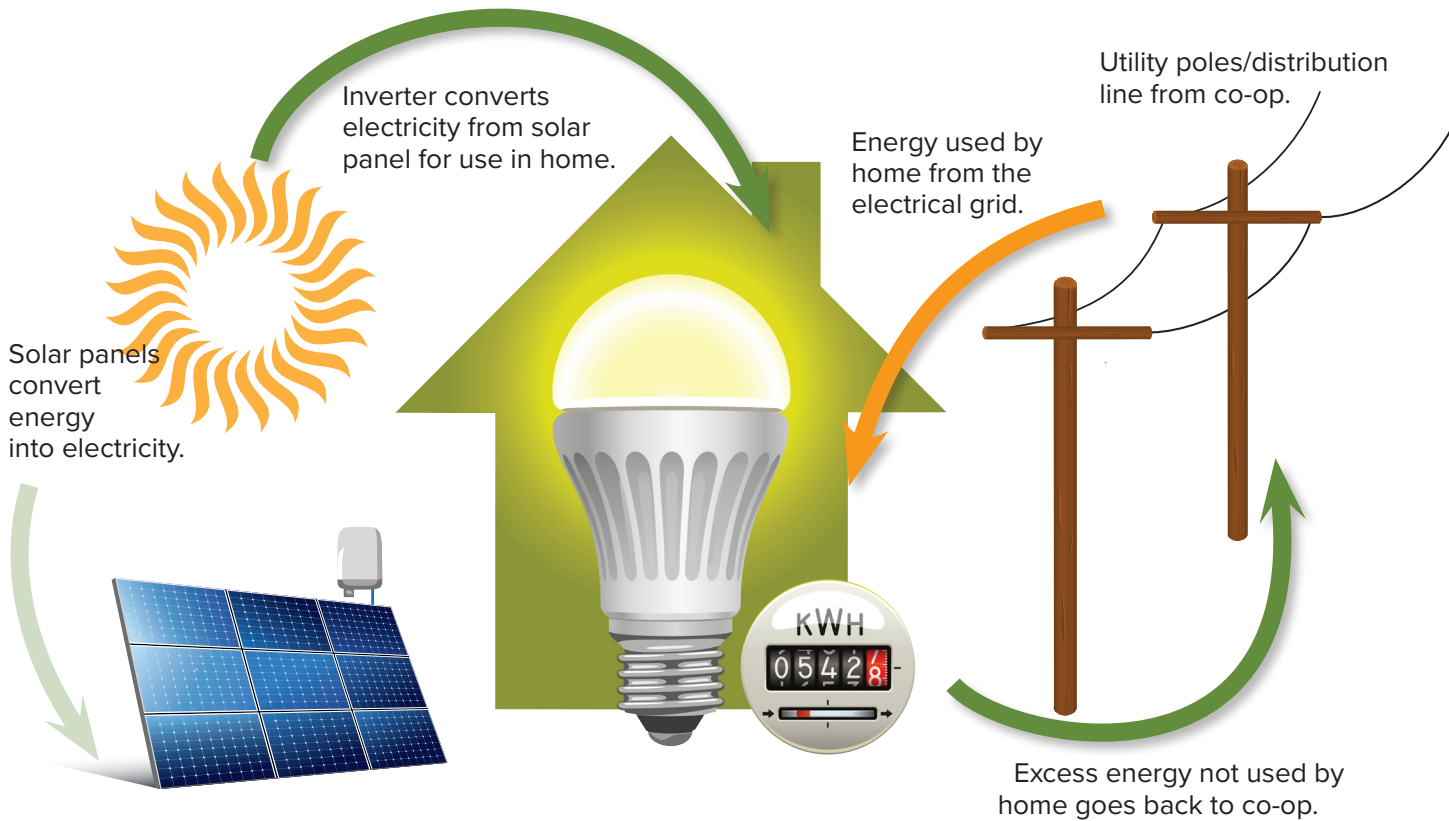 Inverter converts
electricity from solar
panel for use in home.
Utility poles/distribution
line from co-op.
Energy used by
home from the
electrical grid.
Solar panels
convert
energy
into electricity.
KWH
05428
Excess energy not used by
home goes back to co-op.